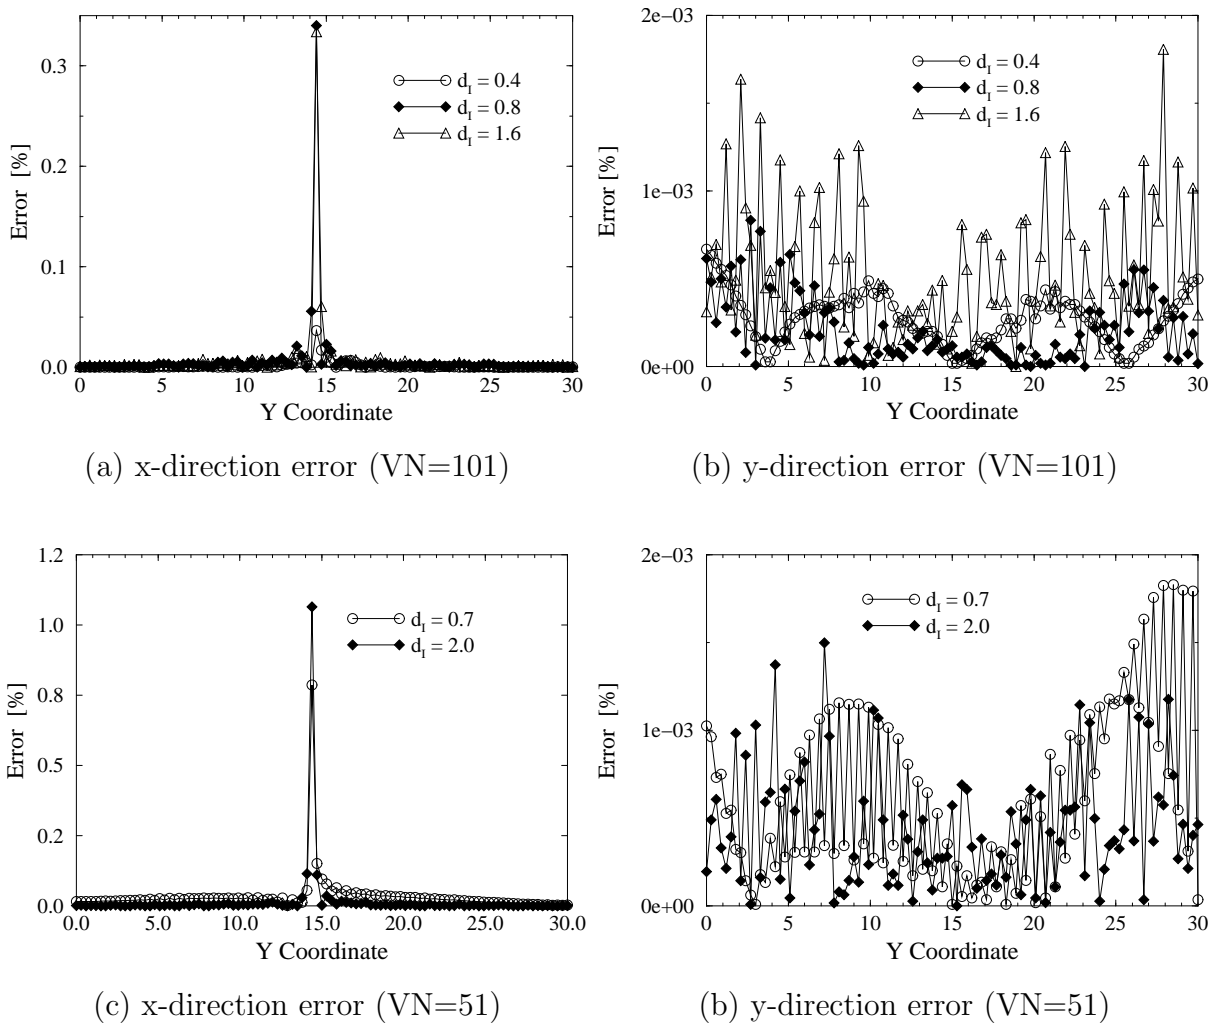 0.3
0.2
0.1
0.0
Error [%]
0 5 10 15 20 25 30
Y Coordinate
d_I = 0.4
d_I = 0.8
d_I = 1.6
(a) x-direction error (VN=101)
2e−03
1e−03
0e+00
Error [%]
0 5 10 15 20 25 30
Y Coordinate
d_I = 0.4
d_I = 0.8
d_I = 1.6
(b) y-direction error (VN=101)
1.2
1.0
0.8
0.5
0.2
0.0
Error [%]
0.0 5.0 10.0 15.0 20.0 25.0 30.0
Y Coordinate
d_I = 0.7
d_I = 2.0
(c) x-direction error (VN=51)
2e−03
1e−03
0e+00
Error [%]
0 5 10 15 20 25 30
Y Coordinate
d_I = 0.7
d_I = 2.0
(b) y-direction error (VN=51)